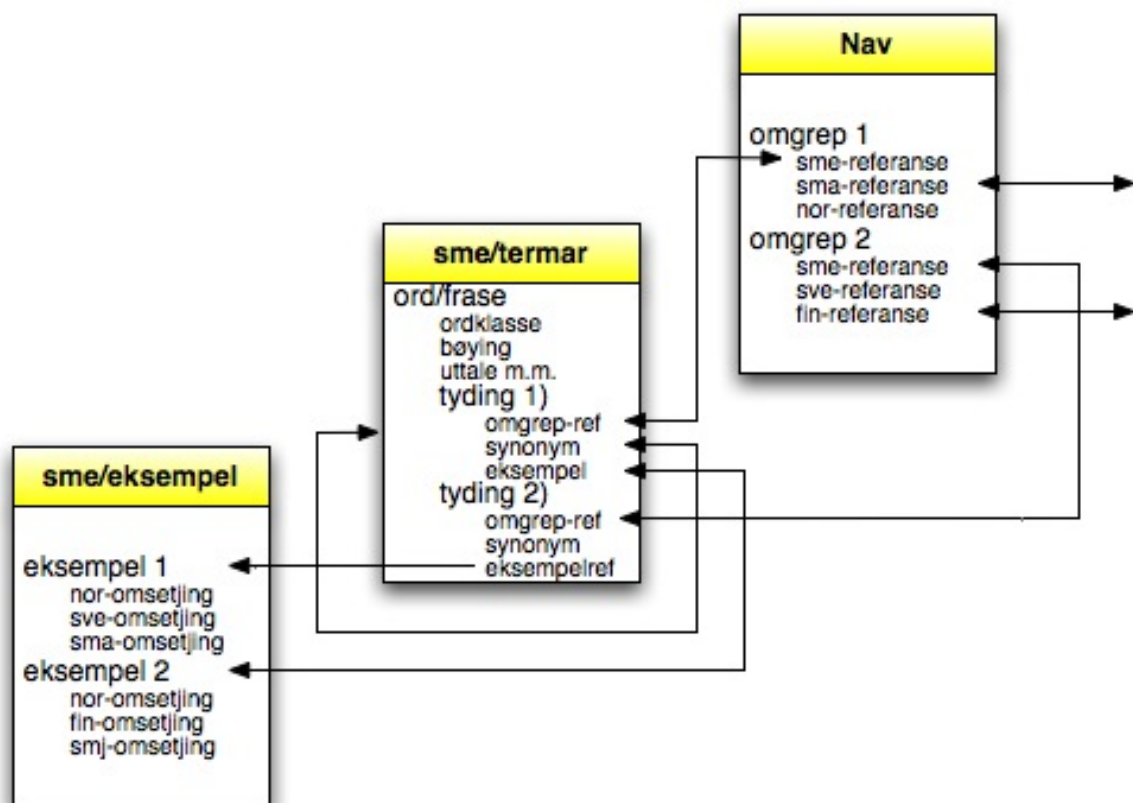 Nav
omgrep 1
sme-referanse
sma-referanse
nor-referanse
omgrep 2
sme-referanse
sve-referanse
fin-referanse
sme/termar
ord/frase
ordklasse
bøying
uttale m.m.
tyding 1)
omgrep-ref
synonym
eksempel
tyding 2)
omgrep-ref
synonym
eksempelref
sme/eksempel
eksempel 1
nor-omsetjing
sve-omsetjing
sma-omsetjing
eksempel 2
nor-omsetjing
fin-omsetjing
smj-omsetjing